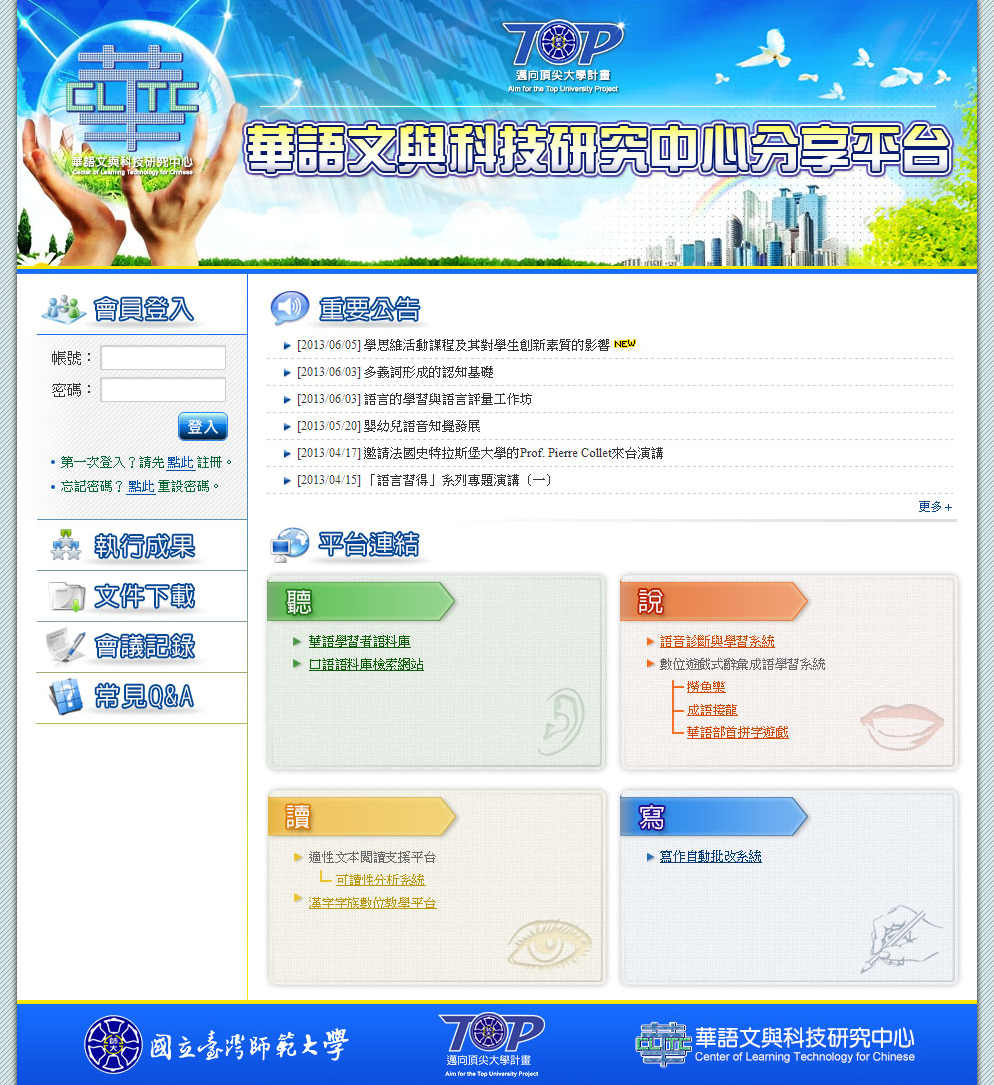 TOP
邁向頂尖大學計畫
Aim for the Top University Project
華
CLTC
華語文與科技研究中心
Center of Learning Technology for Chinese
華語文與科技研究中心分享平台
會員登入
帳號：
密碼：
登入
第一次登入？請先 點此 註冊。
忘記密碼？ 點此 重設密碼。
執行成果
文件下載
會議記錄
常見Q&A
重要公告
[2013/06/05] 學思維活動課程及其對學生創新素質的影響 NEW
[2013/06/03] 多義詞形成的認知基礎
[2013/06/03] 語言的學習與語言評量工作坊
[2013/05/20] 嬰幼兒語音知覺發展
[2013/04/17] 邀請法國史特拉斯堡大學的Prof. Pierre Collet來台演講
[2013/04/15] 「語言習得」系列專題演講（一）
更多+
平台連結
聽
華語學習者語料庫
口語語料庫檢索網站
說
語音診斷與學習系統
數位遊戲式辭彙成語學習系統
撈魚樂
成語接龍
華語部首拼字遊戲
讀
適性文本閱讀支援平台
可讀性分析系統
漢字字族數位教學平台
寫
寫作自動批改系統
師大
國立臺灣師範大學
TOP
邁向頂尖大學計畫
Aim for the Top University Project
CLTC
華語文與科技研究中心
Center of Learning Technology for Chinese